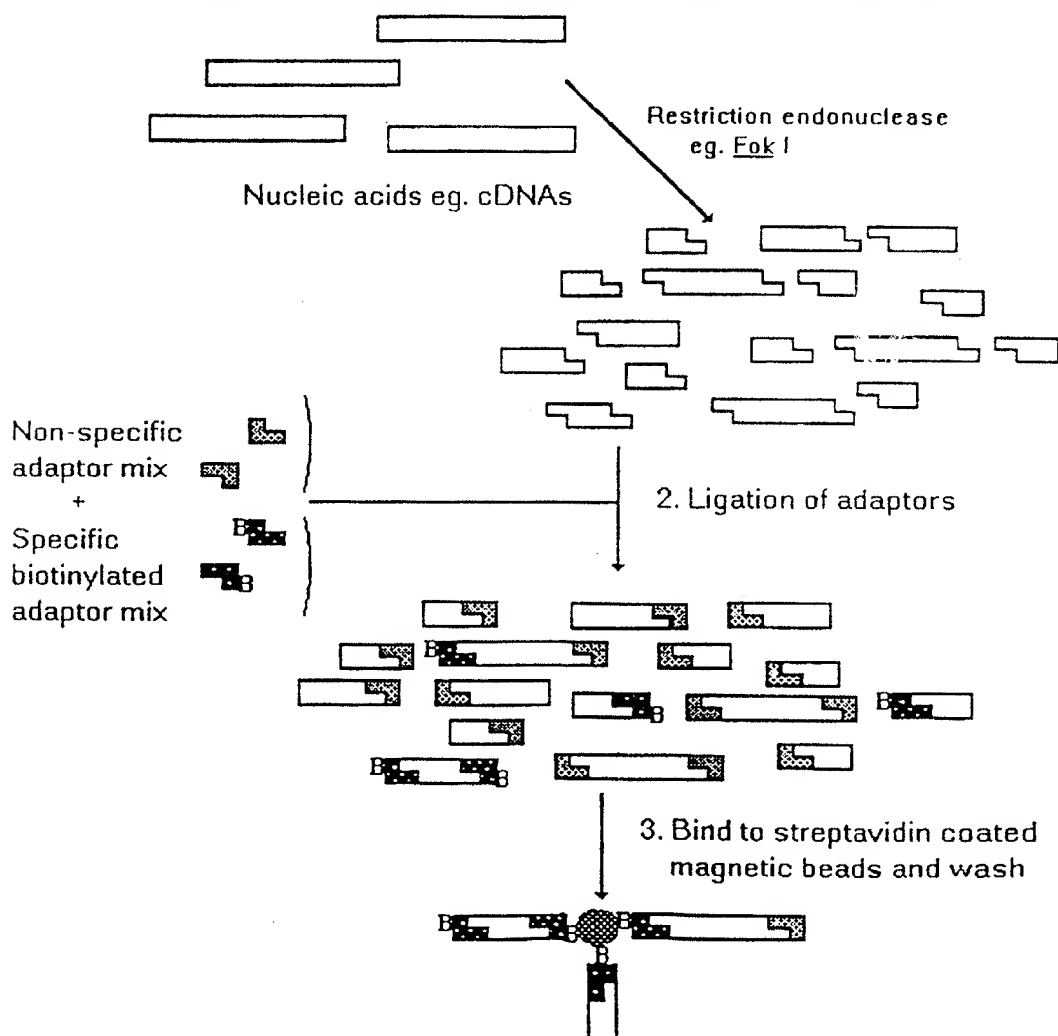 Restriction endonuclease
eg. Fok I
Nucleic acids eg. cDNAs
Non-specific
adaptor mix
+
Specific
biotinylated
adaptor mix
B
B
2. Ligation of adaptors
B
B
B
B
B
3. Bind to streptavidin coated
magnetic beads and wash
B
B
B
B